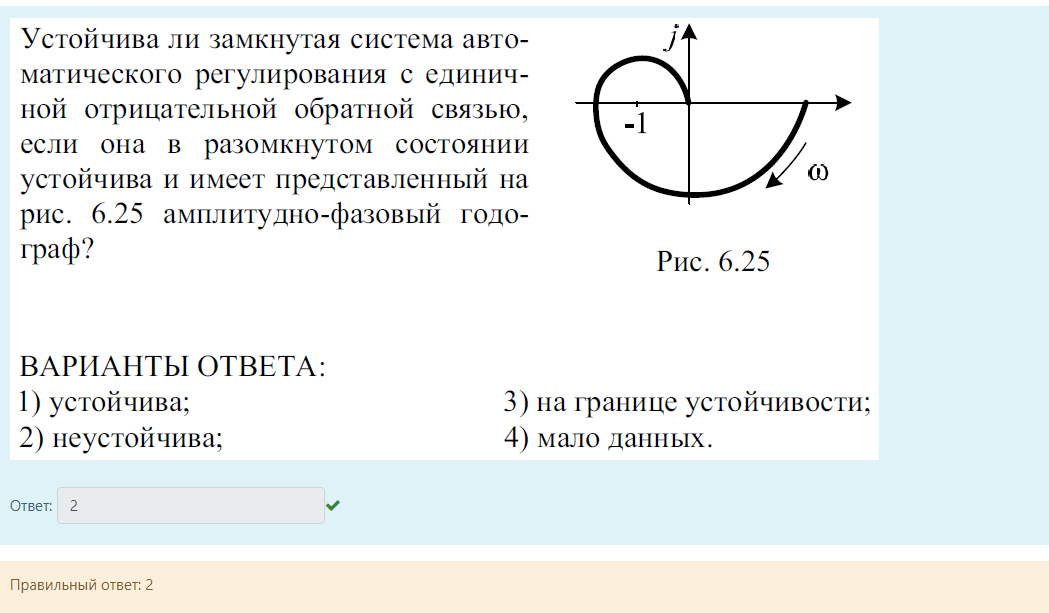 Устойчива ли замкнутая система авто-
матического регулирования с единич-
ной отрицательной обратной связью,
если она в разомкнутом состоянии
устойчива и имеет представленный на
рис. 6.25 амплитудно-фазовый годо-
граф?
j
-1
ω
Рис. 6.25
ВАРИАНТЫ ОТВЕТА:
1) устойчива; 3) на границе устойчивости;
2) неустойчива; 4) мало данных.
Ответ: 2
Правильный ответ: 2